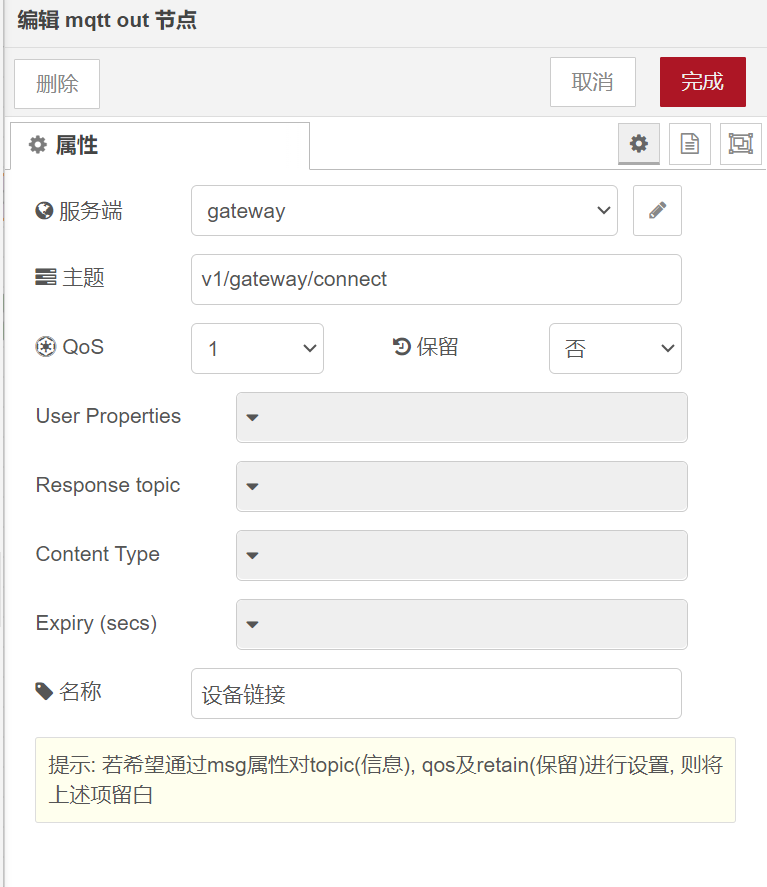 编辑 mqtt out 节点
删除
取消
完成
属性
服务端
gateway
主题
v1/gateway/connect
QoS
1
保留
否
User Properties
Response topic
Content Type
Expiry (secs)
名称
设备链接
提示: 若希望通过msg属性对topic(信息), qos及retain(保留)进行设置, 则将
上述项留白